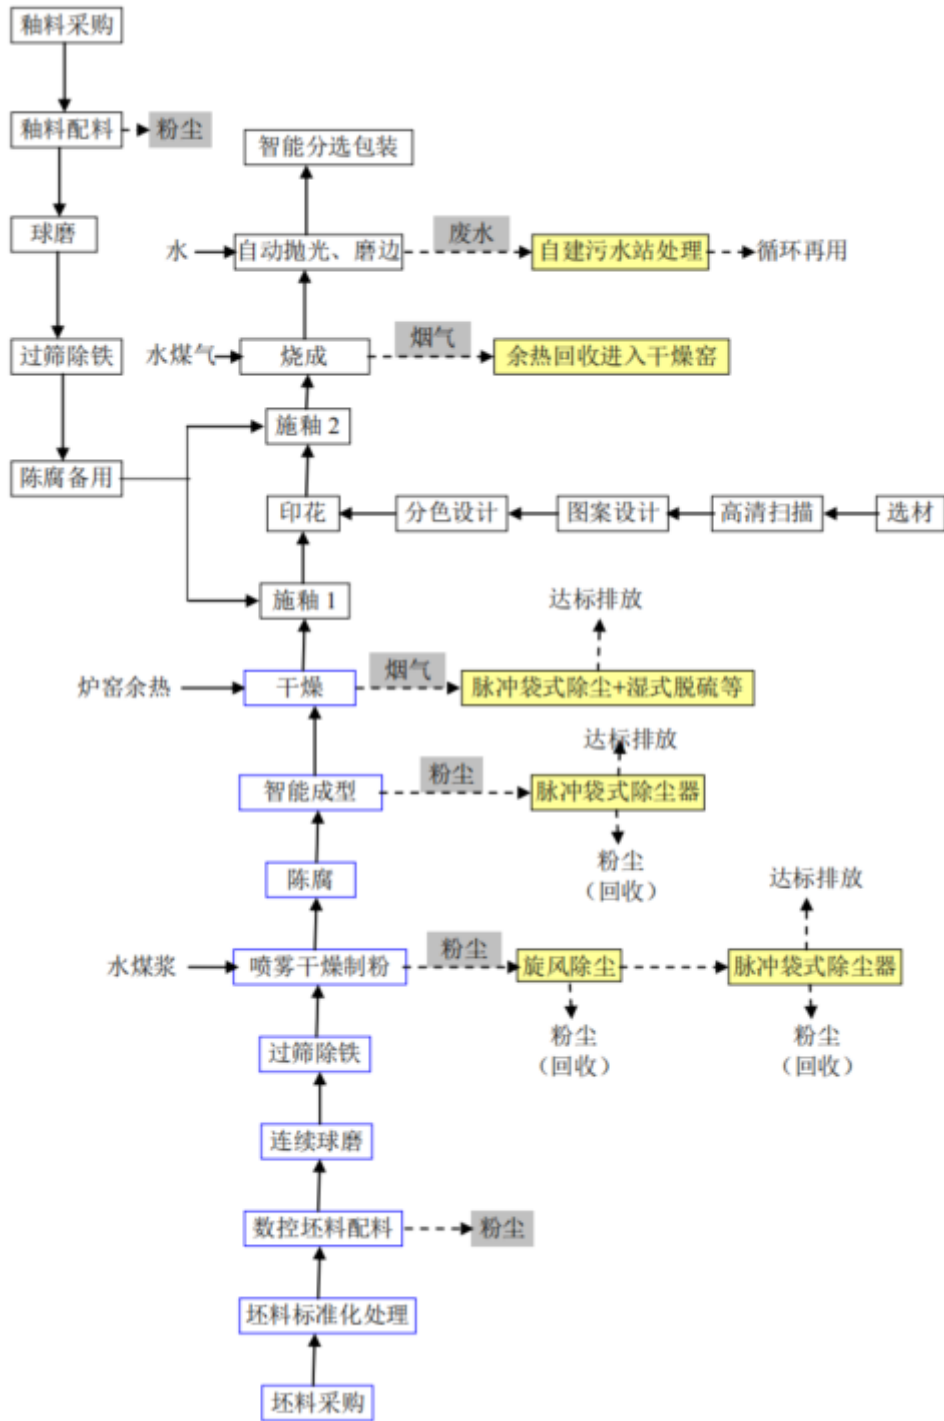 釉料采购
釉料配料
粉尘
智能分选包装
球磨
水
自动抛光、磨边
废水
自建污水站处理
循环再用
过筛除铁
水煤气
烧成
烟气
余热回收进入干燥窑
施釉 2
陈腐备用
印花
分色设计
图案设计
高清扫描
选材
施釉 1
达标排放
炉窑余热
干燥
烟气
脉冲袋式除尘+湿式脱硫等
达标排放
智能成型
粉尘
脉冲袋式除尘器
粉尘
（回收）
陈腐
达标排放
水煤浆
喷雾干燥制粉
粉尘
旋风除尘
脉冲袋式除尘器
粉尘
（回收）
粉尘
（回收）
过筛除铁
连续球磨
数控坯料配料
粉尘
坯料标准化处理
坯料采购